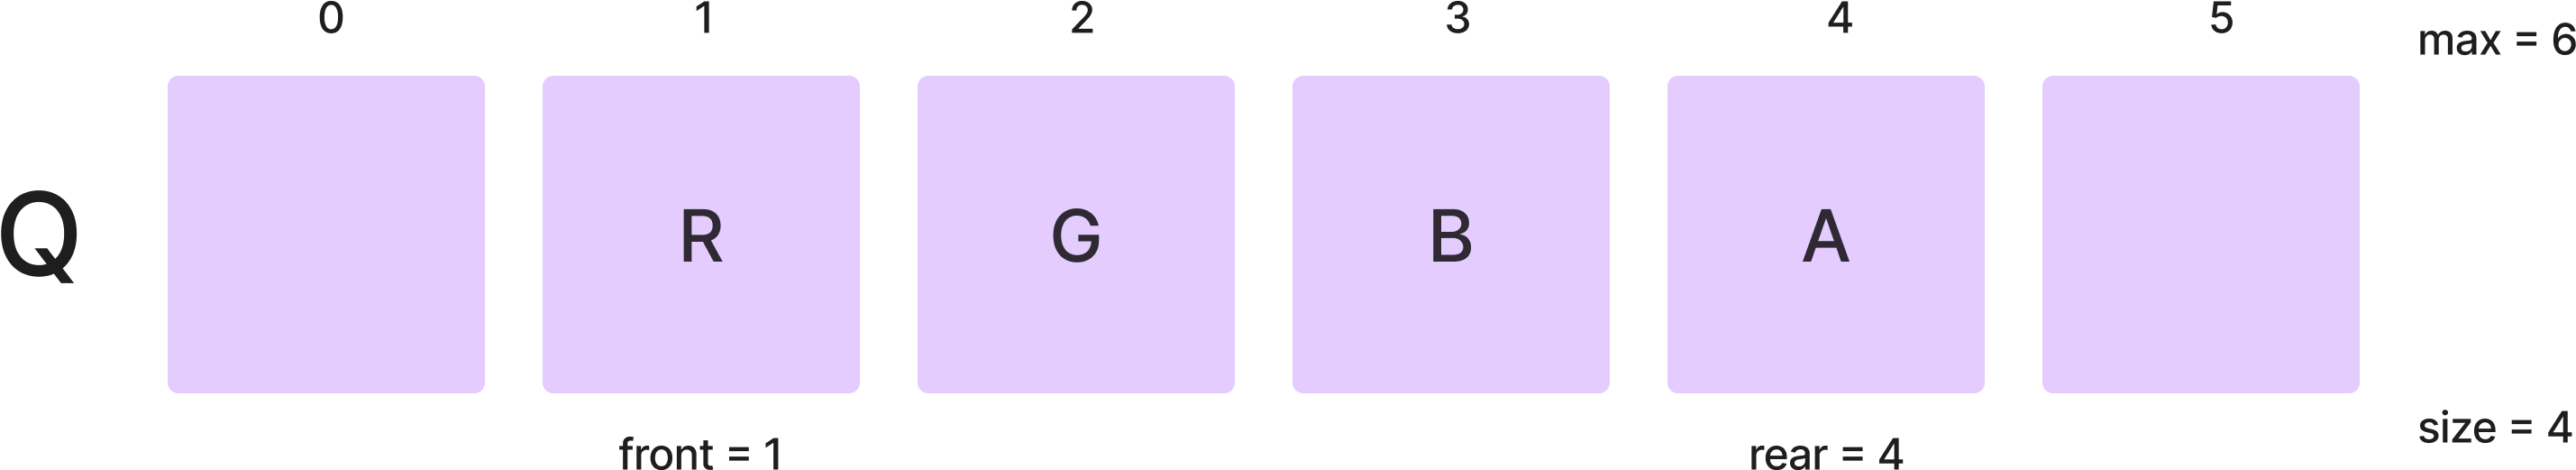 0 1 2 3 4 5
max = 6
Q
R G B A
size = 4
front = 1 rear = 4